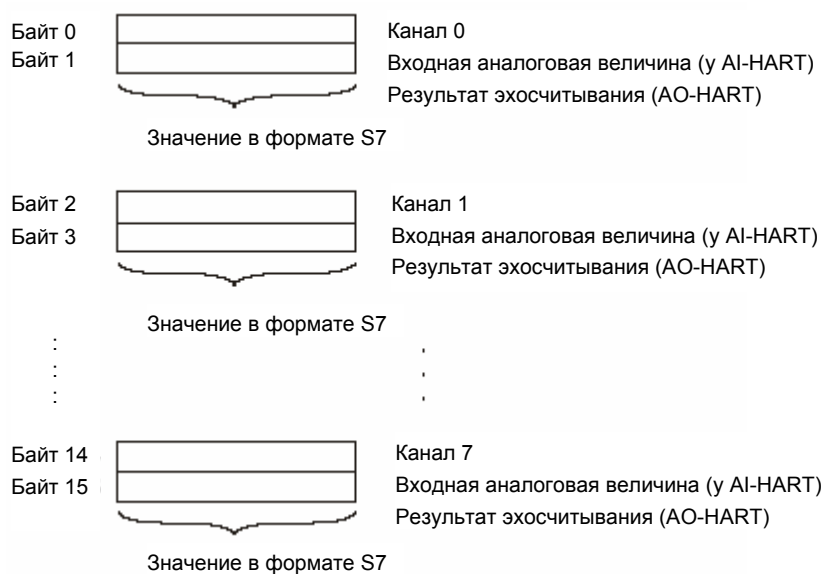 Байт 0 Канал 0
Байт 1 Входная аналоговая величина (у AI-HART)
Результат эхосчитывания (AO-HART)
Значение в формате S7
Байт 2 Канал 1
Байт 3 Входная аналоговая величина (у AI-HART)
Результат эхосчитывания (AO-HART)
Значение в формате S7
:
:
:
Байт 14 Канал 7
Байт 15 Входная аналоговая величина (у AI-HART)
Результат эхосчитывания (AO-HART)
Значение в формате S7